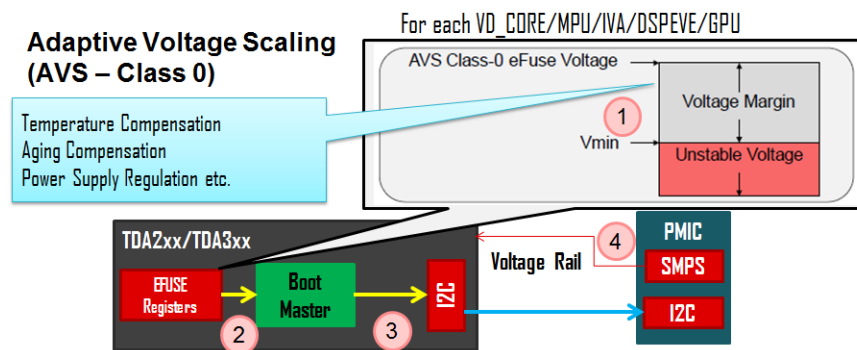 For each VD_CORE/MPU/IVA/DSPEVE/GPU
Adaptive Voltage Scaling
(AVS – Class 0)
AVS Class-0 eFuse Voltage
Voltage Margin
1
Vmin
Unstable Voltage
Temperature Compensation
Aging Compensation
Power Supply Regulation etc.
TDA2xx/TDA3xx
EFUSE
Registers
Boot
Master
I2C
2
3
Voltage Rail
4
PMIC
SMPS
I2C